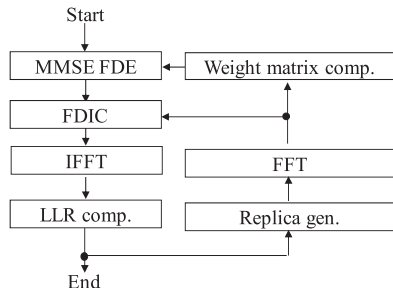 Start
MMSE FDE
Weight matrix comp.
FDIC
IFFT
FFT
LLR comp.
Replica gen.
End